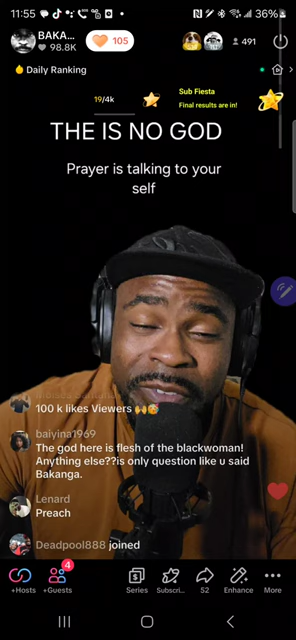 11:55
36%
BAKA...
98.8K
105
491
Daily Ranking
19/4k
Sub Fiesta
Final results are in!
THE IS NO GOD
Prayer is talking to your
self
100 k likes Viewers 🙌🥳
baiyina1969
The god here is flesh of the blackwoman!
Anything else??is only question like u said
Bakanga.
Lenard
Preach
Deadpool888 joined
4
+Hosts
+Guests
Series
Subscri...
52
Enhance
More